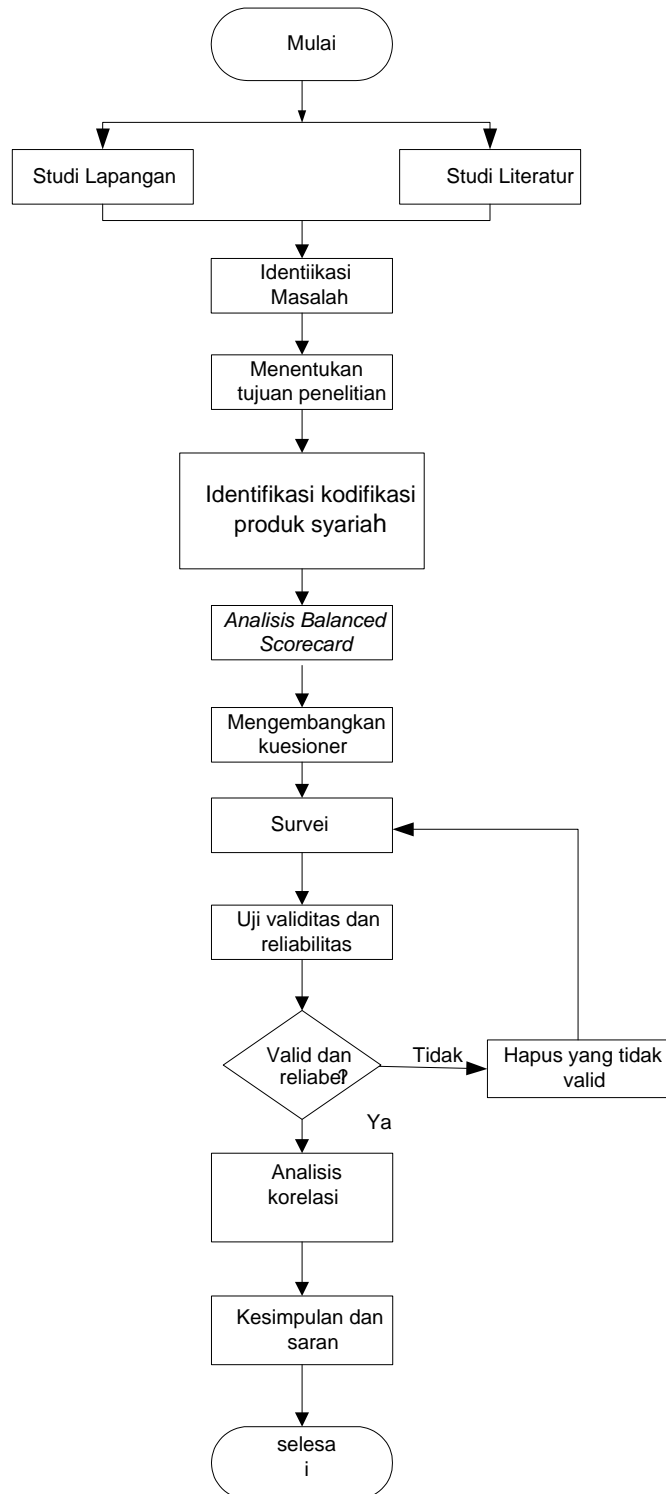 Mulai
Studi Lapangan
Studi Literatur
Identiikasi
Masalah
Menentukan
tujuan penelitian
Identifikasi kodifikasi
produk syariah
Analisis Balanced
Scorecard
Mengembangkan
kuesioner
Survei
Uji validitas dan
reliabilitas
Valid dan
reliabel?
Tidak
Hapus yang tidak
valid
Ya
Analisis
korelasi
Kesimpulan dan
saran
selesa
i